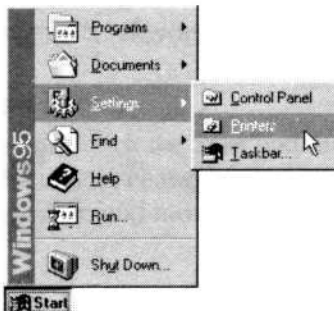 Programs
Documents
Settings
Find
Help
Run...
Shut Down...
Windows95
Control Panel
Printers
Taskbar...
Start